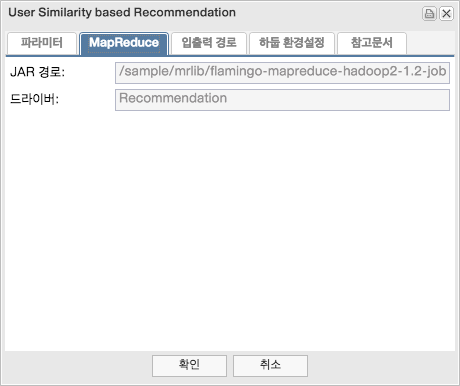 User Similarity based Recommendation
파라미터 MapReduce 입출력 경로 하둡 환경설정 참고문서
JAR 경로: /sample/mrlib/flamingo-mapreduce-hadoop2-1.2-job
드라이버: Recommendation
확인 취소